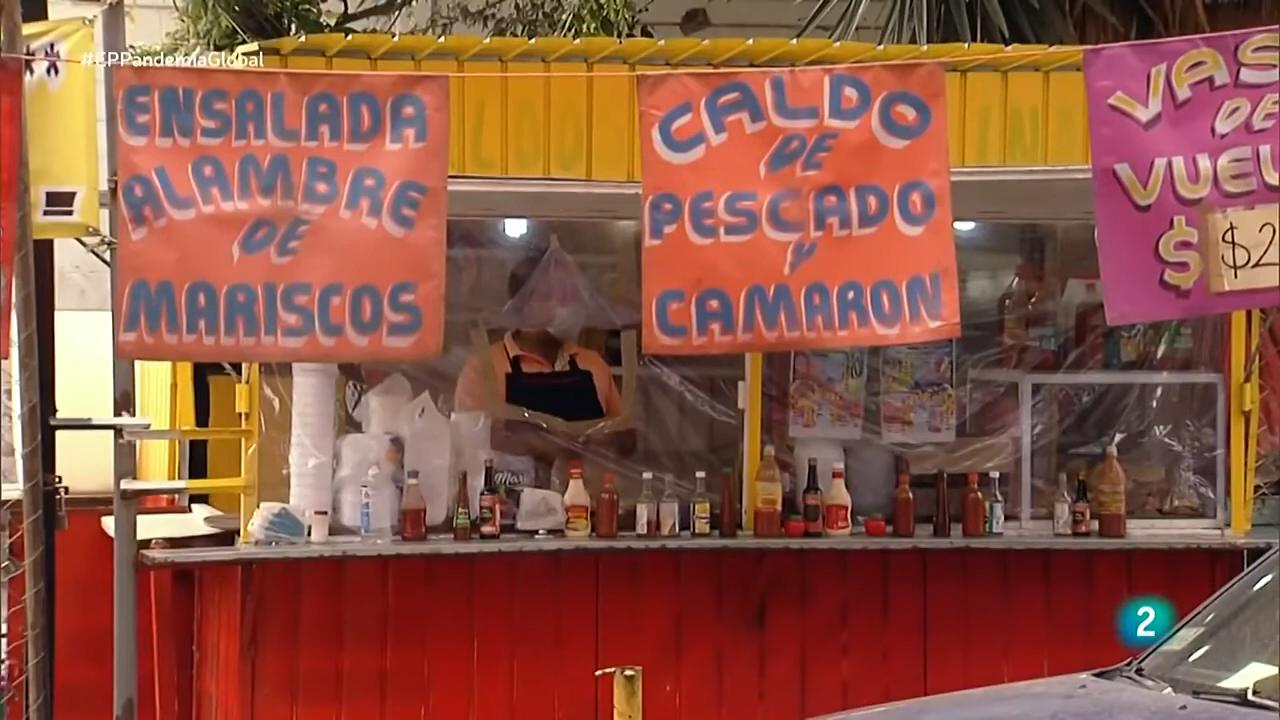 #EPPandemiaGlobal
ENSALADA
ALAMBRE
DE
MARISCOS
CALDO
DE
PESCADO
Y
CAMARON
VAS
DE
VUEL
$
$2
2